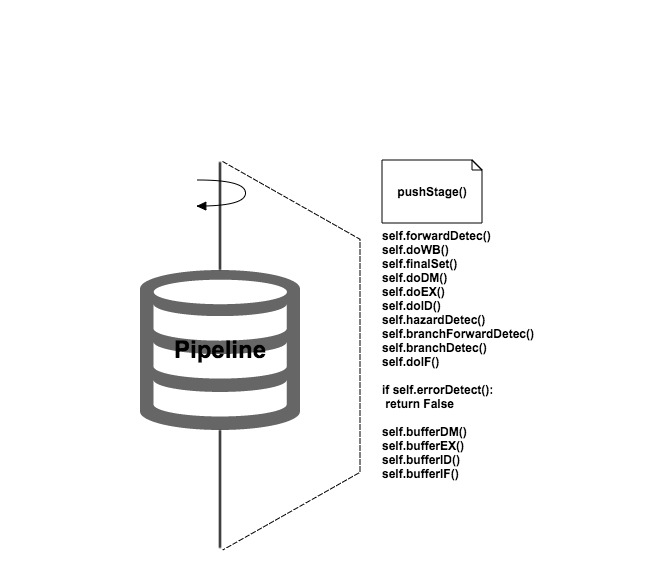 pushStage()
self.forwardDetec()
self.doWB()
self.finalSet()
self.doDM()
self.doEX()
self.doID()
self.hazardDetec()
self.branchForwardDetec()
self.branchDetec()
self.doIF()
if self.errorDetect():
return False
self.bufferDM()
self.bufferEX()
self.bufferID()
self.bufferIF()
Pipeline